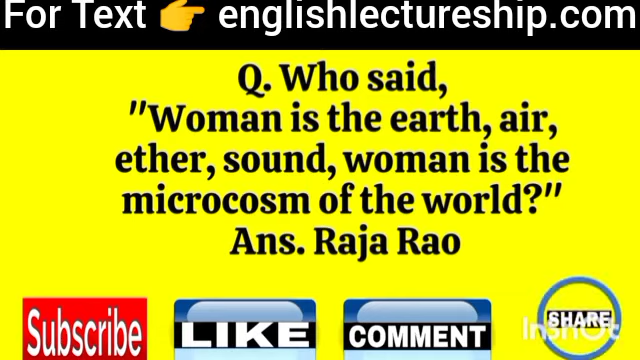 For Text 👉 englishlectureship.com
Q. Who said,
"Woman is the earth, air,
ether, sound, woman is the
microcosm of the world?"
Ans. Raja Rao
Subscribe
LIKE
COMMENT
SHARE
InShOt